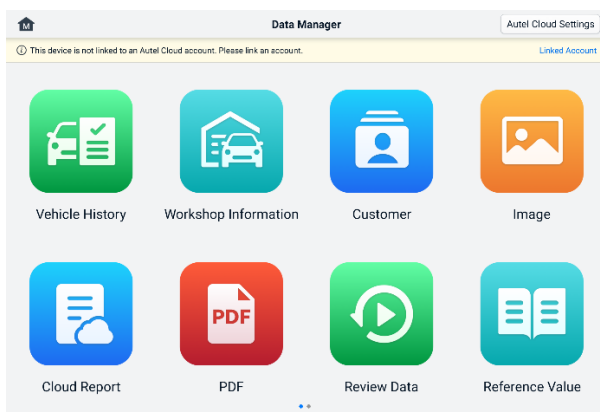 M
Data Manager
Autel Cloud Settings
This device is not linked to an Autel Cloud account. Please link an account.
Linked Account
Vehicle History
Workshop Information
Customer
Image
PDF
Cloud Report
PDF
Review Data
Reference Value